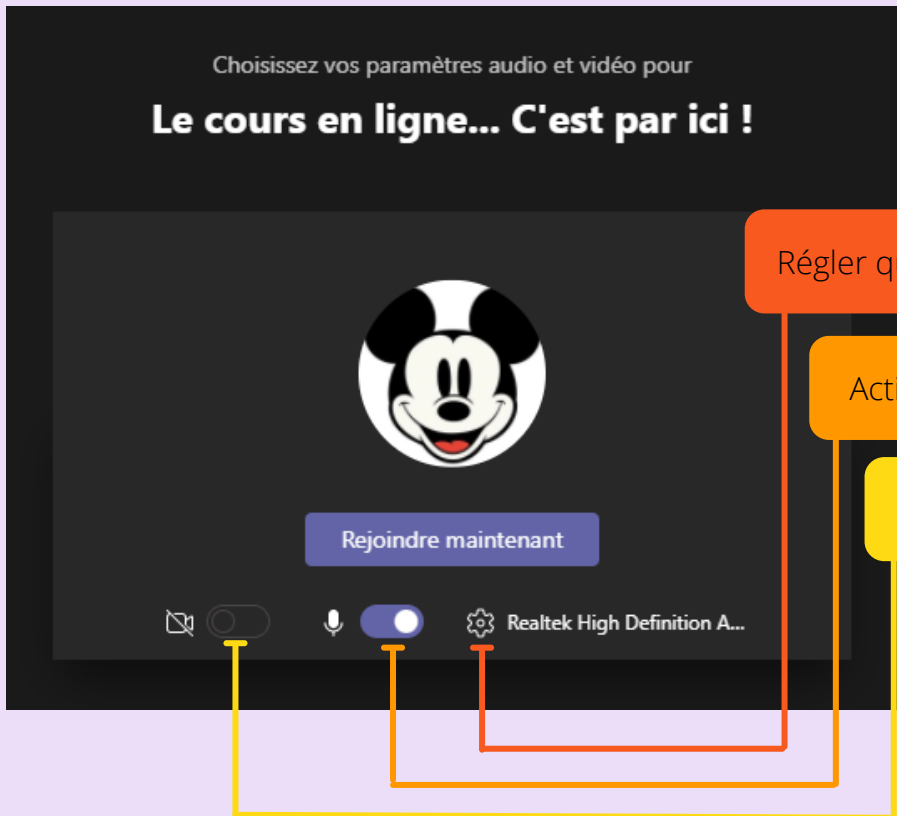 Choisissez vos paramètres audio et vidéo pour
Le cours en ligne... C'est par ici !
Régler
Rejoindre maintenant
Realtek High Definition A...